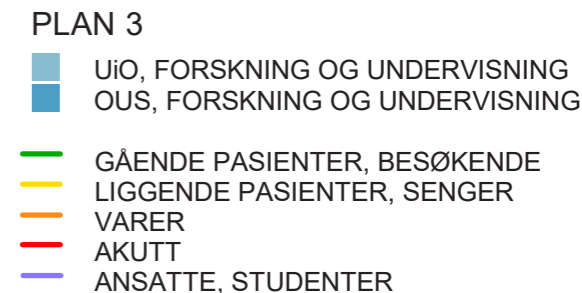 PLAN 3
UiO, FORSKNING OG UNDERVISNING
OUS, FORSKNING OG UNDERVISNING
GÅENDE PASIENTER, BESØKENDE
LIGGENDE PASIENTER, SENGER
VARER
AKUTT
ANSATTE, STUDENTER